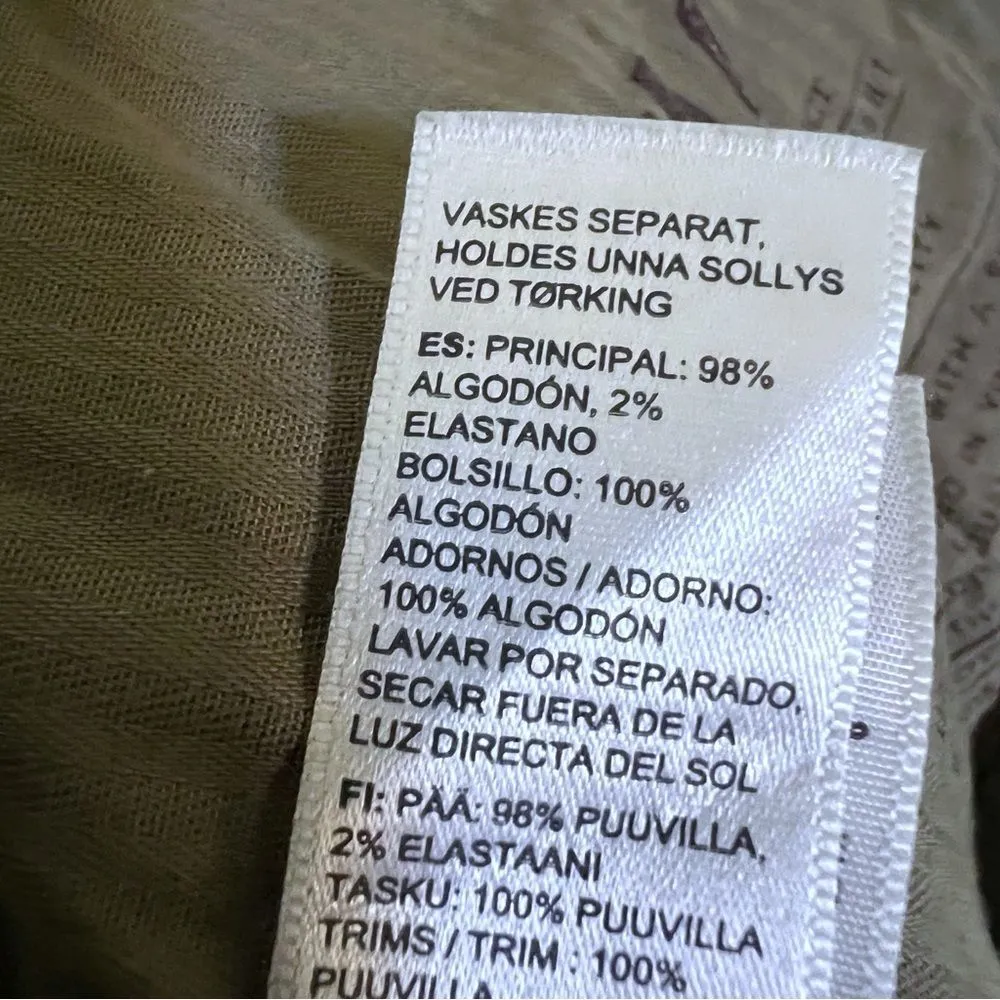 VASKES SEPARAT,
HOLDES UNNA SOLLYS
VED TØRKING
ES: PRINCIPAL: 98%
ALGODÓN, 2%
ELASTANO
BOLSILLO: 100%
ALGODÓN
ADORNOS / ADORNO:
100% ALGODÓN
LAVAR POR SEPARADO,
SECAR FUERA DE LA
LUZ DIRECTA DEL SOL
FI: PÄÄ: 98% PUUVILLA,
2% ELASTAANI
TASKU: 100% PUUVILLA
TRIMS / TRIM : 100%
PUUVILLA
WITH A